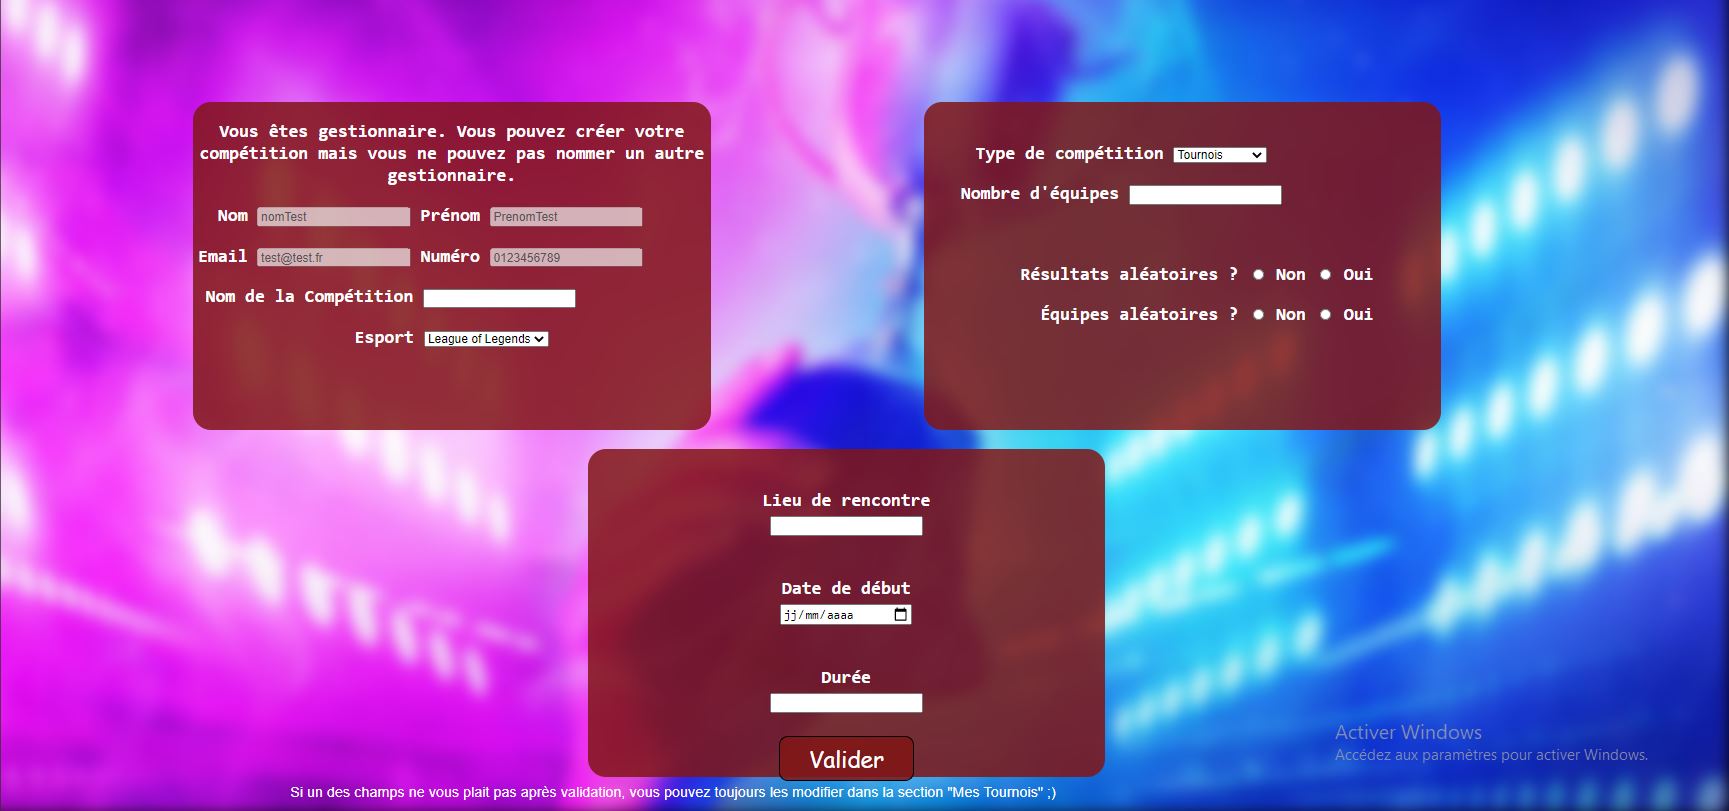 Vous êtes gestionnaire. Vous pouvez créer votre
compétition mais vous ne pouvez pas nommer un autre
gestionnaire.
Nom nomTest Prénom PrenomTest
Email test@test.fr Numéro 0123456789
Nom de la Compétition
Esport League of Legends
Type de compétition Tournois
Nombre d'équipes
Résultats aléatoires ? Non Oui
Équipes aléatoires ? Non Oui
Lieu de rencontre
Date de début
jj/mm/aaaa
Durée
Valider
Si un des champs ne vous plait pas après validation, vous pouvez toujours les modifier dans la section "Mes Tournois" ;)
Activer Windows
Accédez aux paramètres pour activer Windows.